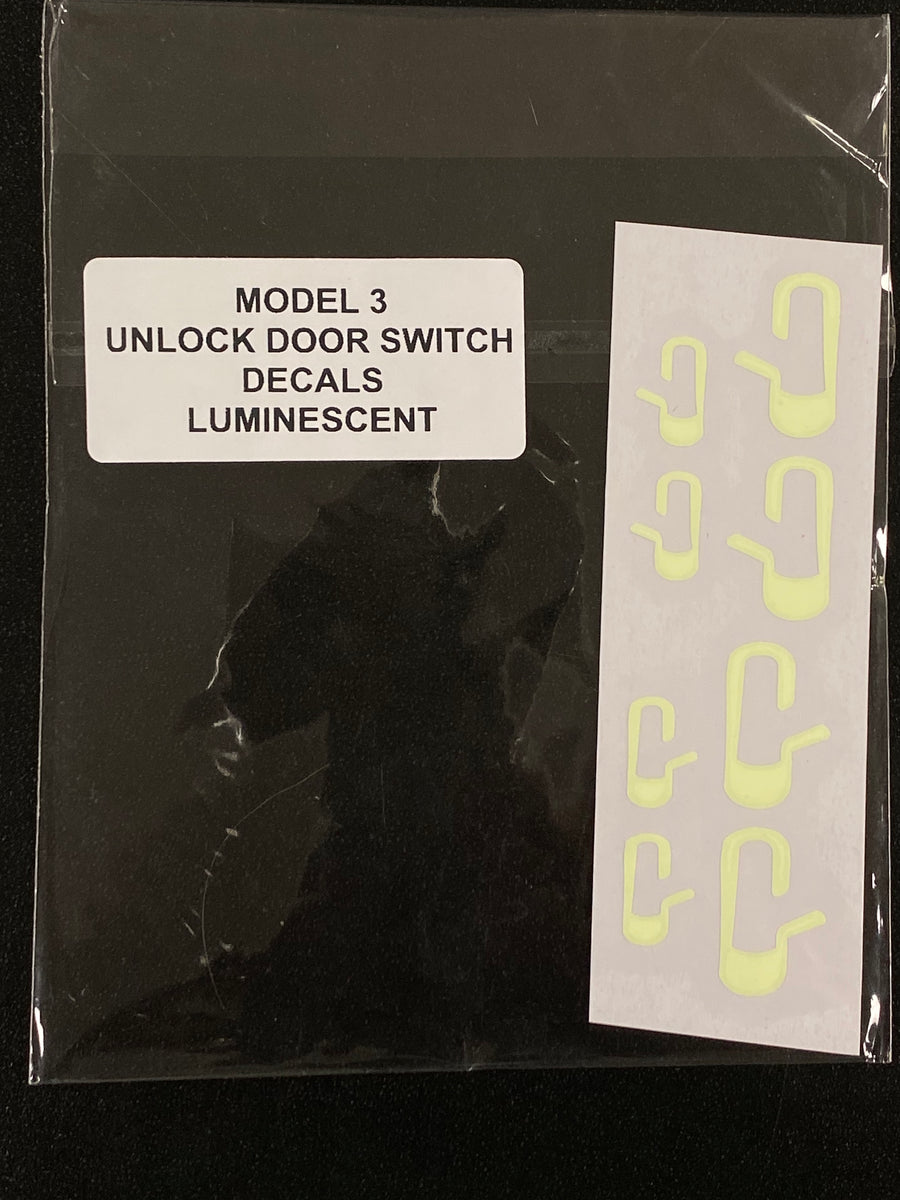 MODEL 3
UNLOCK DOOR SWITCH
DECALS
LUMINESCENT